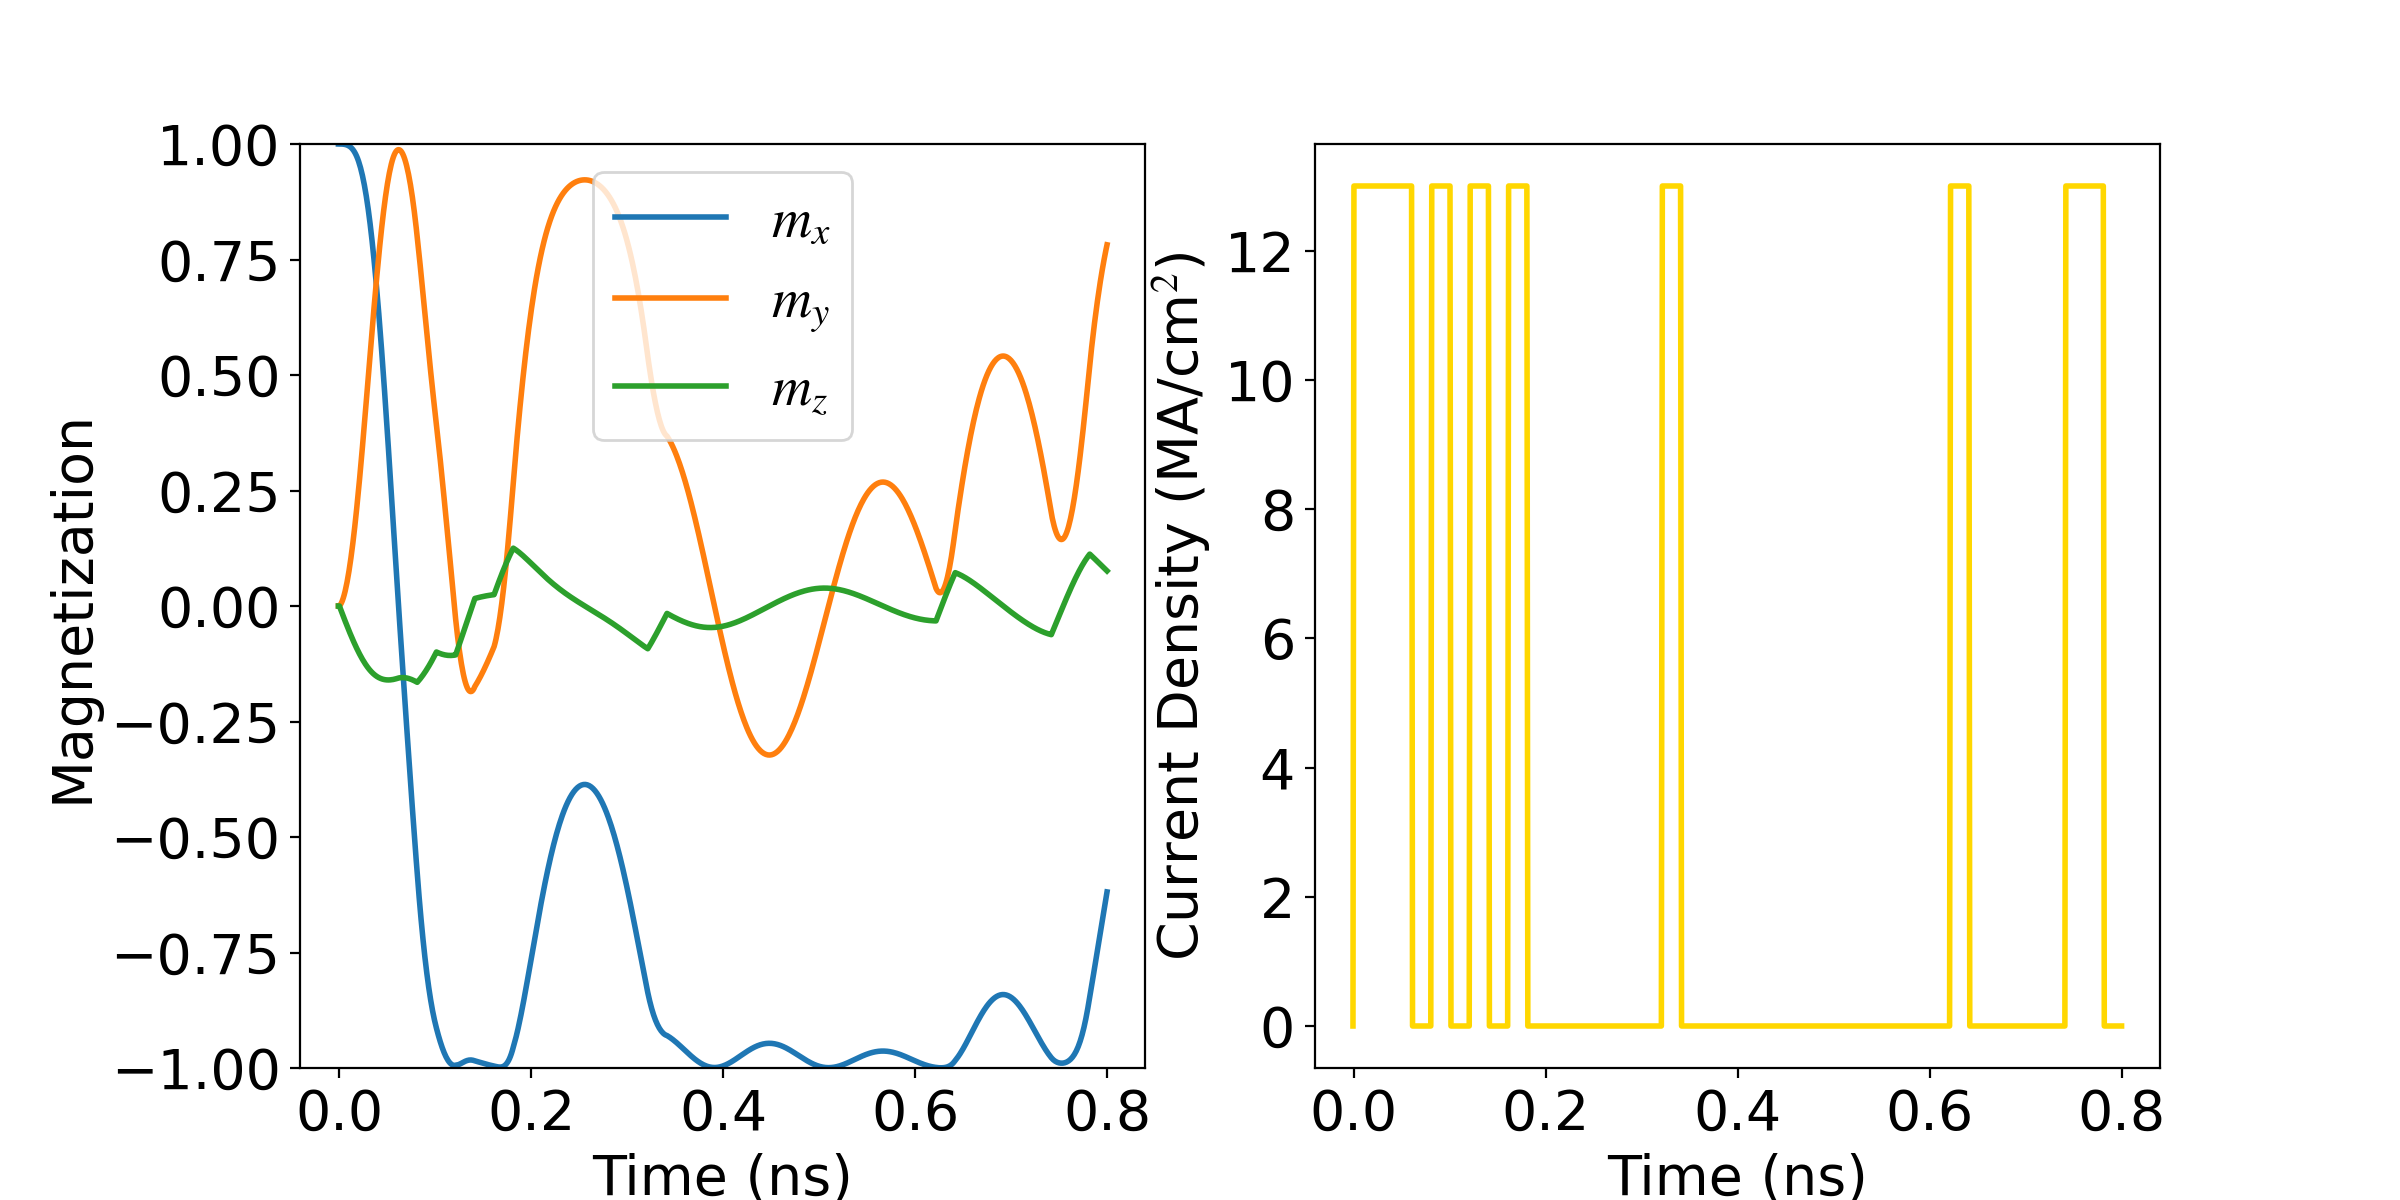 Magnetization
1.00
0.75
0.50
0.25
0.00
−0.25
−0.50
−0.75
−1.00
0.0 0.2 0.4 0.6 0.8
Time (ns)
m_x
m_y
m_z
Current Density (MA/cm²)
12
10
8
6
4
2
0
0.0 0.2 0.4 0.6 0.8
Time (ns)